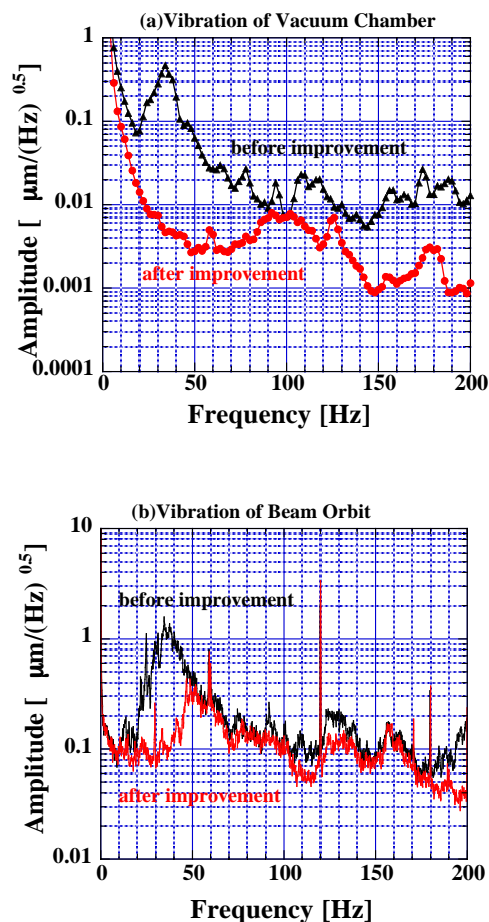 (a)Vibration of Vacuum Chamber
Amplitude [ μm/(Hz) 0.5]
1
0.1
0.01
0.001
0.0001
before improvement
after improvement
0 50 100 150 200
Frequency [Hz]
(b)Vibration of Beam Orbit
Amplitude [ μm/(Hz) 0.5]
10
1
0.1
0.01
before improvement
after improvement
0 50 100 150 200
Frequency [Hz]